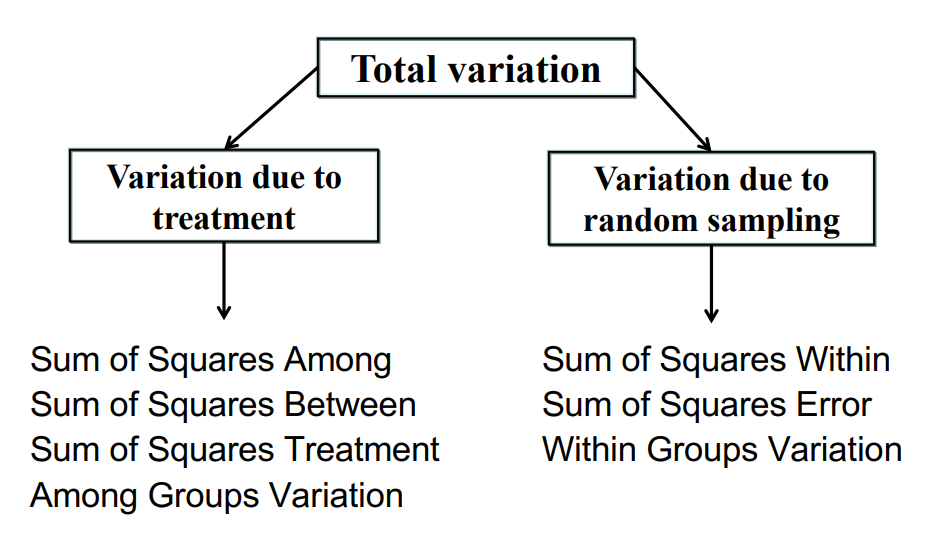 Total variation
Variation due to
treatment
Variation due to
random sampling
Sum of Squares Among
Sum of Squares Between
Sum of Squares Treatment
Among Groups Variation
Sum of Squares Within
Sum of Squares Error
Within Groups Variation